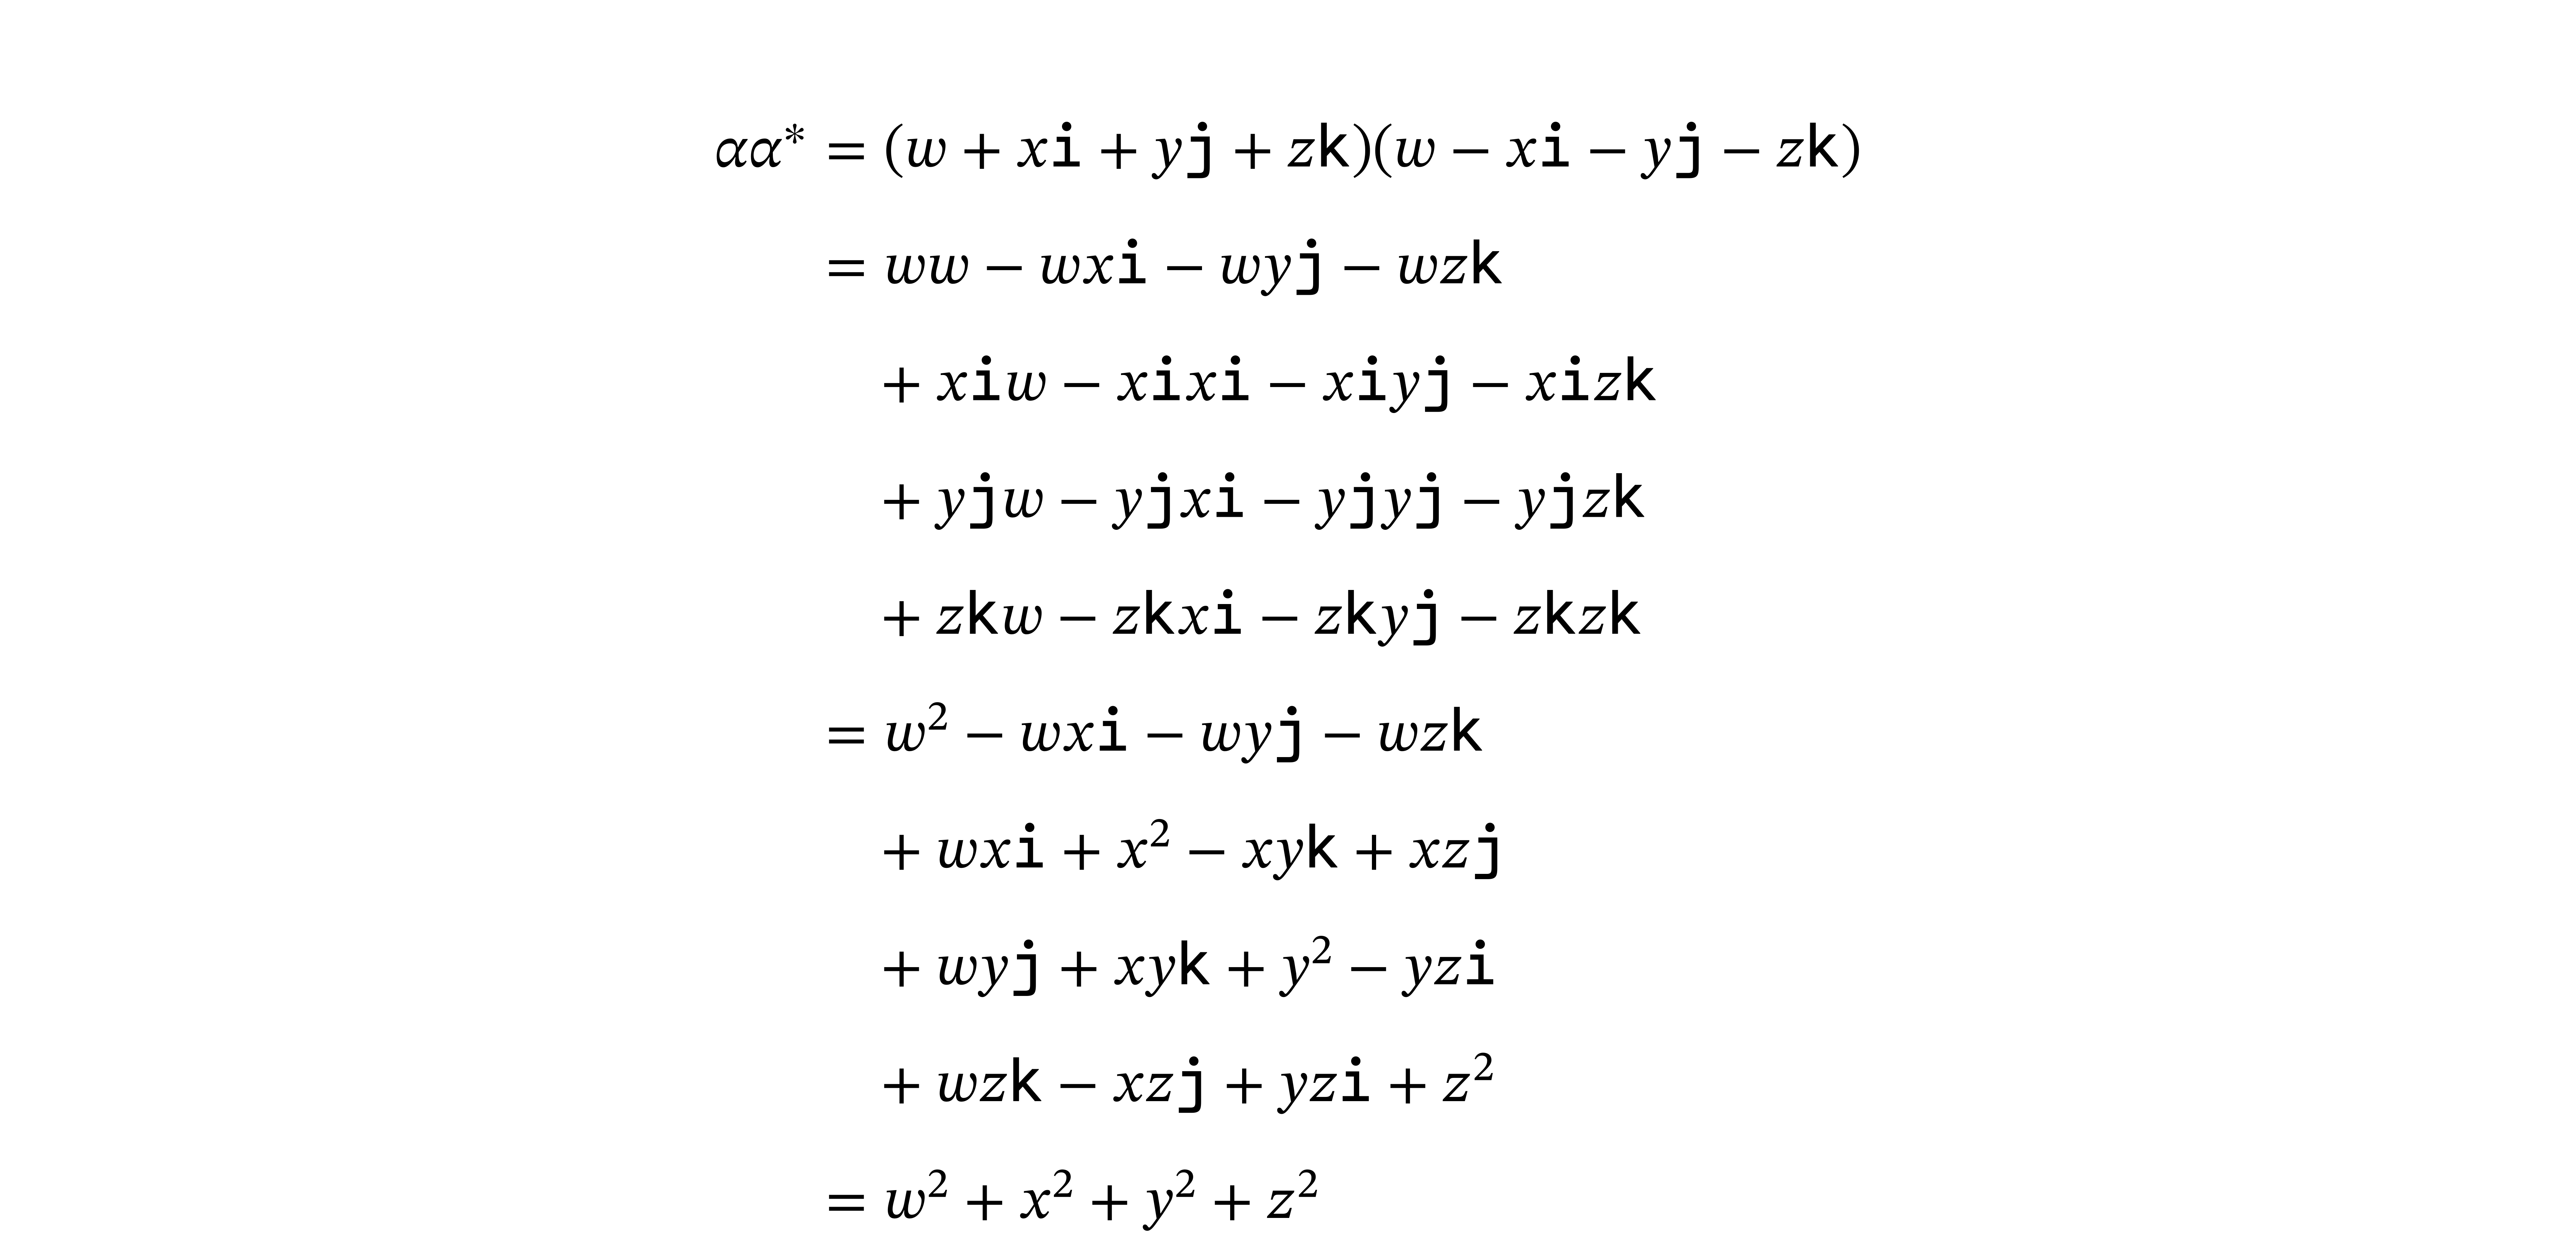 αα* = (w + xi + yj + zk)(w − xi − yj − zk)
= ww − wxi − wyj − wzk
+ xiw − xixi − xiyj − xizk
+ yjw − yjxi − yjyj − yjzk
+ zkw − zkxi − zkyj − zkzk
= w² − wxi − wyj − wzk
+ wxi + x² − xyk + xzj
+ wyj + xyk + y² − yzi
+ wzk − xzj + yzi + z²
= w² + x² + y² + z²